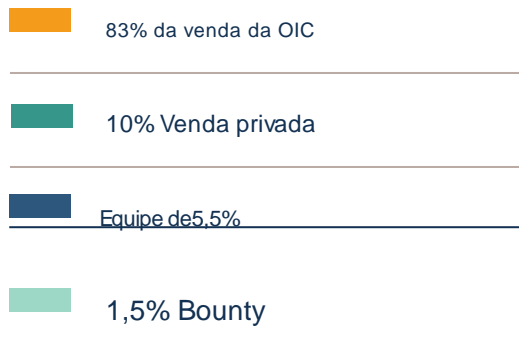 83% da venda da OIC
10% Venda privada
Equipe de5,5%
1,5% Bounty